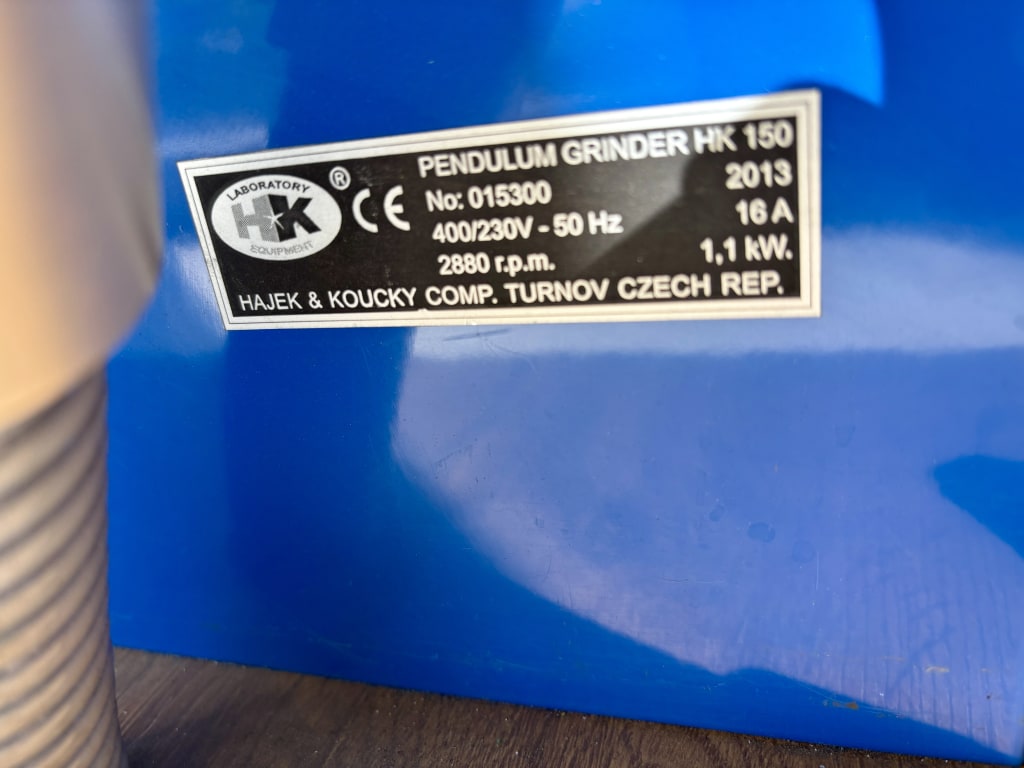 PENDULUM GRINDER HK 150
LABORATORY
HK
EQUIPMENT
®
CE
No: 015300
2013
400/230V - 50 Hz
16 A
2880 r.p.m.
1,1 kW.
HAJEK & KOUCKY COMP. TURNOV CZECH REP.